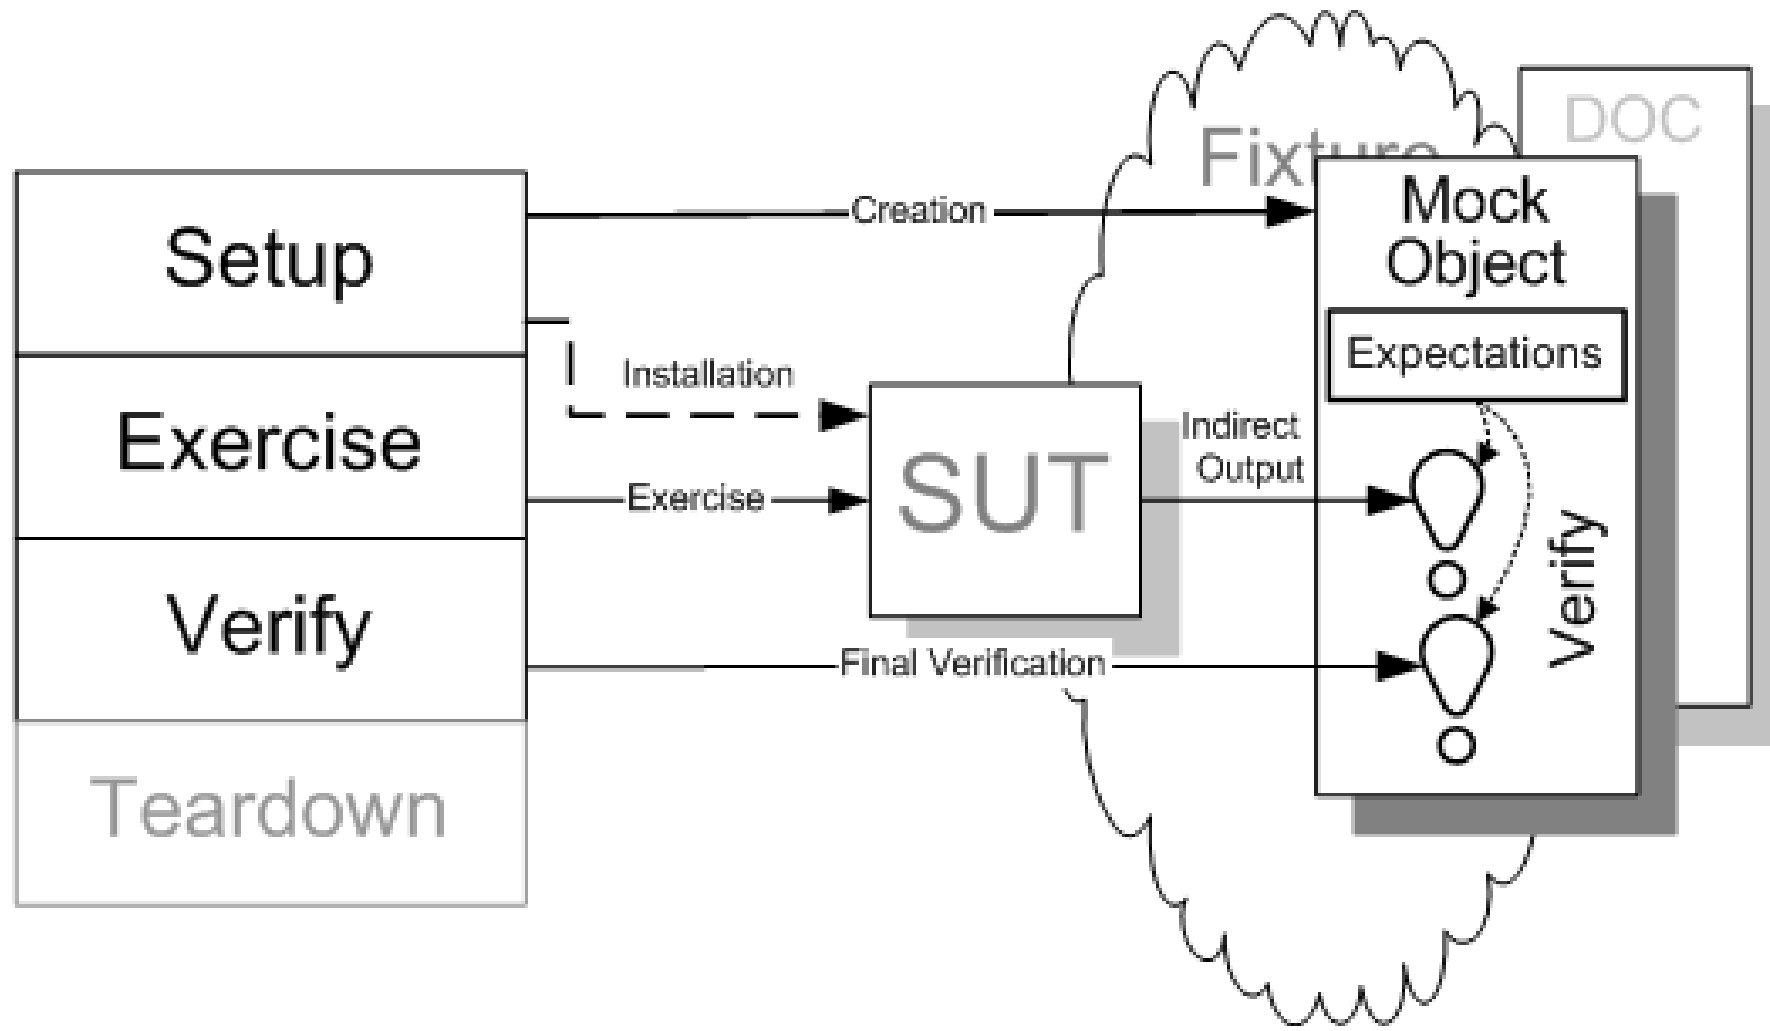 Setup
Exercise
Verify
Teardown
Creation
Installation
Exercise
Final Verification
SUT
Indirect
Output
Fixture
DOC
Mock
Object
Expectations
Verify